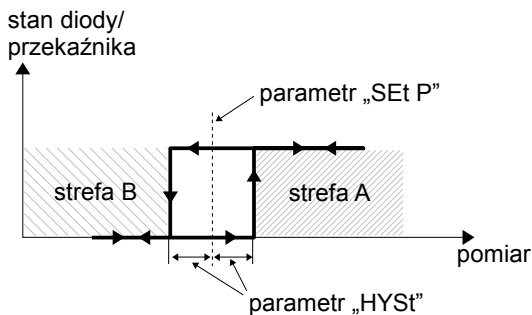 stan diody/
przekaźnika
parametr „SEt P”
strefa B
strefa A
pomiar
parametr „HYSt”